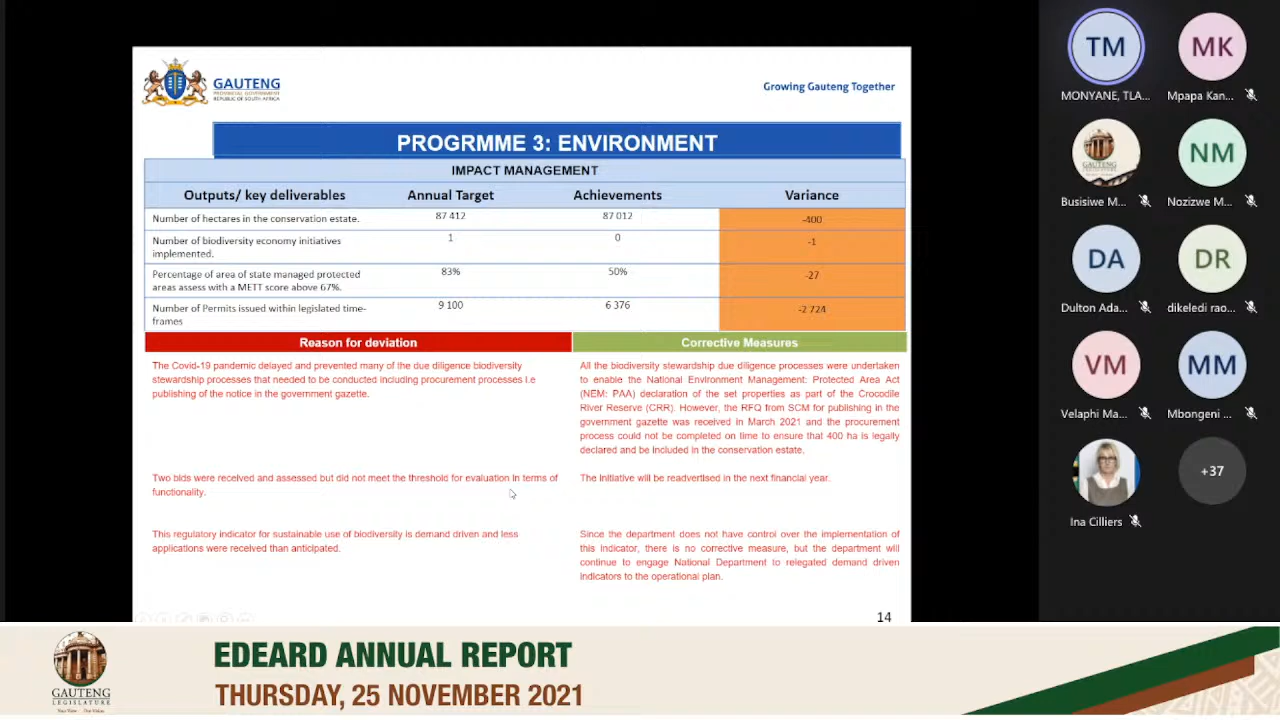 GAUTENG
PROVINCIAL GOVERNMENT
REPUBLIC OF SOUTH AFRICA
Growing Gauteng Together
PROGRMME 3: ENVIRONMENT
IMPACT MANAGEMENT
Outputs/ key deliverables Annual Target Achievements Variance
Number of hectares in the conservation estate. 87 412 87 012 -400
Number of biodiversity economy initiatives
implemented. 1 0 -1
Percentage of area of state managed protected
areas assess with a METT score above 67%. 83% 50% -27
Number of Permits issued within legislated time-
frames 9 100 6 376 -2 724
Reason for deviation Corrective Measures
The Covid-19 pandemic delayed and prevented many of the due diligence biodiversity
stewardship processes that needed to be conducted including procurement processes I.e
publishing of the notice in the government gazette.
All the biodiversity stewardship due diligence processes were undertaken
to enable the National Environment Management: Protected Area Act
(NEM: PAA) declaration of the set properties as part of the Crocodile
River Reserve (CRR). However, the RFQ from SCM for publishing in the
government gazette was received in March 2021 and the procurement
process could not be completed on time to ensure that 400 ha is legally
declared and be included in the conservation estate.
Two bids were received and assessed but did not meet the threshold for evaluation in terms of
functionality.
The initiative will be readvertised in the next financial year.
This regulatory indicator for sustainable use of biodiversity is demand driven and less
applications were received than anticipated.
Since the department does not have control over the implementation of
this indicator, there is no corrective measure, but the department will
continue to engage National Department to relegated demand driven
indicators to the operational plan.
14
TM MK
MONYANE, TLA... Mpapa Kan...
GAUTENG NM
Busisiwe M... Nozizwe M...
DA DR
Dulton Ada... dikeledi rao...
VM MM
Velaphi Ma... Mbongeni ...
+37
Ina Cilliers
EDEARD ANNUAL REPORT
THURSDAY, 25 NOVEMBER 2021
GAUTENG
LEGISLATURE